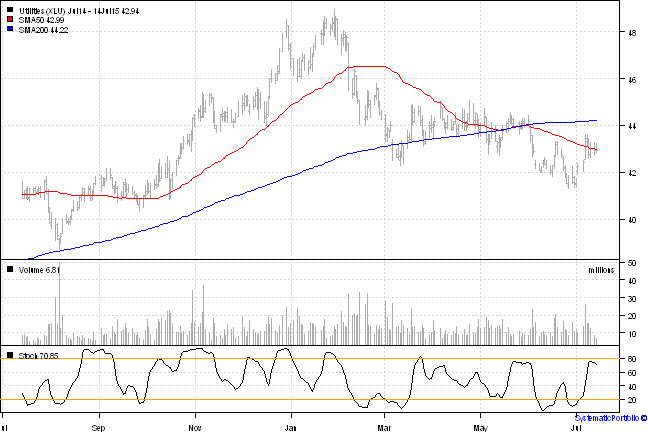 Utilities (XLU) Jul14 - 14Jul15 42.94
SMA50 42.99
SMA200 44.22
48
46
44
42
40
Volume 6.81
millions
50
40
30
20
10
Stoch 70.85
80
60
40
20
ul
Sep
Nov
Jan
Mar
May
Jul
SystematicPortfolio ©